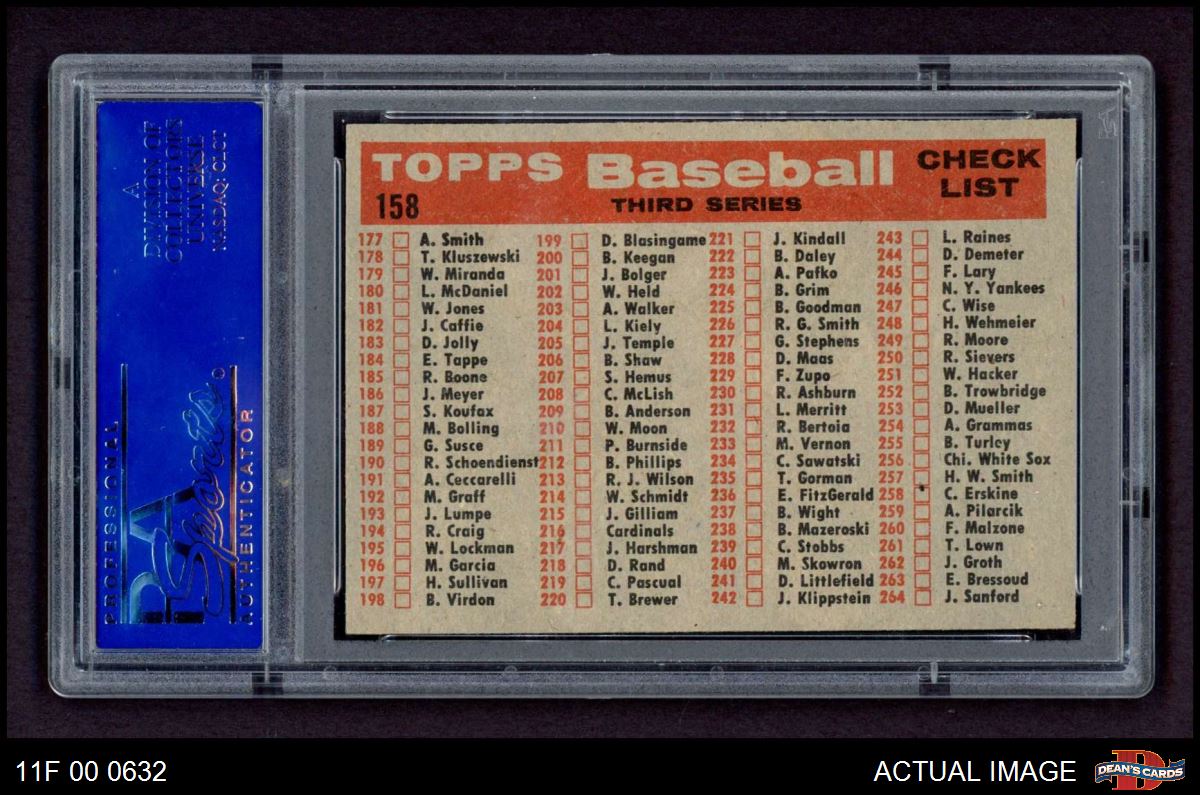 A
DIVISION OF
COLLECTORS
UNIVERSE
NASDAQ: CLCT
PROFESSIONAL
PSA
Sports
AUTHENTICATOR
TOPPS Baseball CHECK LIST
158 THIRD SERIES
177 A. Smith
178 T. Kluszewski
179 W. Miranda
180 L. McDaniel
181 W. Jones
182 J. Caffie
183 D. Jolly
184 E. Tappe
185 R. Boone
186 J. Meyer
187 S. Koufax
188 M. Bolling
189 G. Susce
190 R. Schoendienst
191 A. Ceccarelli
192 M. Graff
193 J. Lumpe
194 R. Craig
195 W. Lockman
196 M. Garcia
197 H. Sullivan
198 B. Virdon
199 D. Blasingame
200 B. Keegan
201 J. Bolger
202 W. Held
203 A. Walker
204 L. Kiely
205 J. Temple
206 B. Shaw
207 S. Hemus
208 C. McLish
209 B. Anderson
210 W. Moon
211 P. Burnside
212 B. Phillips
213 R. J. Wilson
214 W. Schmidt
215 J. Gilliam
216 Cardinals
217 J. Harshman
218 D. Rand
219 C. Pascual
220 T. Brewer
221 J. Kindall
222 B. Daley
223 A. Pafko
224 B. Grim
225 B. Goodman
226 R. G. Smith
227 G. Stephens
228 D. Maas
229 F. Zupo
230 R. Ashburn
231 L. Merritt
232 R. Bertoia
233 M. Vernon
234 C. Sawatski
235 T. Gorman
236 E. FitzGerald
237 B. Wight
238 B. Mazeroski
239 C. Stobbs
240 M. Skowron
241 D. Littlefield
242 J. Klippstein
243 L. Raines
244 D. Demeter
245 F. Lary
246 N. Y. Yankees
247 C. Wise
248 H. Wehmeier
249 R. Moore
250 R. Sievers
251 W. Hacker
252 B. Trowbridge
253 D. Mueller
254 A. Grammas
255 B. Turley
256 Chi. White Sox
257 H. W. Smith
258 C. Erskine
259 A. Pilarcik
260 F. Malzone
261 T. Lown
262 J. Groth
263 E. Bressoud
264 J. Sanford
11F 00 0632
ACTUAL IMAGE
D
DEAN'S CARDS